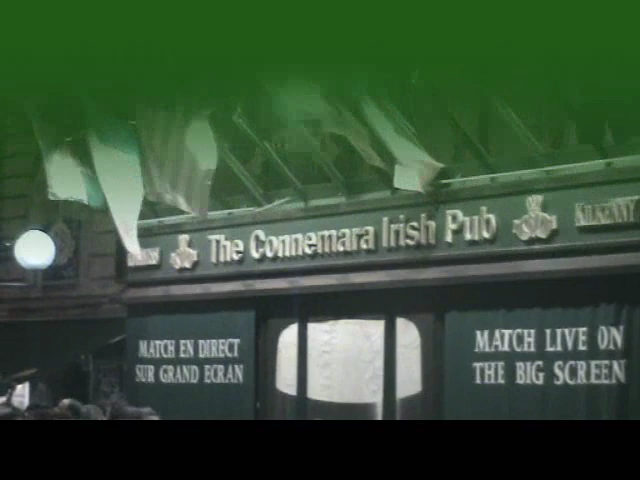 The Connemara Irish Pub
KILKENNY
MATCH EN DIRECT
SUR GRAND ECRAN
MATCH LIVE ON
THE BIG SCREEN